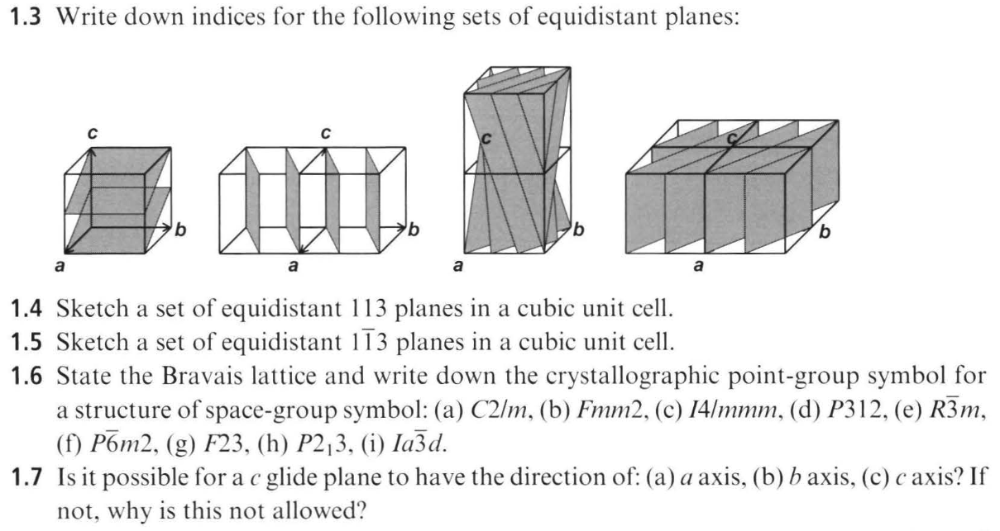 1.3 Write down indices for the following sets of equidistant planes:
c
b
a
c
b
a
c
b
a
c
b
a
1.4 Sketch a set of equidistant 113 planes in a cubic unit cell.
1.5 Sketch a set of equidistant 11̅3 planes in a cubic unit cell.
1.6 State the Bravais lattice and write down the crystallographic point-group symbol for
a structure of space-group symbol: (a) C2/m, (b) Fmm2, (c) I4/mmm, (d) P312, (e) R3̅m,
(f) P6̅m2, (g) F23, (h) P2₁3, (i) Ia3̅d.
1.7 Is it possible for a c glide plane to have the direction of: (a) a axis, (b) b axis, (c) c axis? If
not, why is this not allowed?